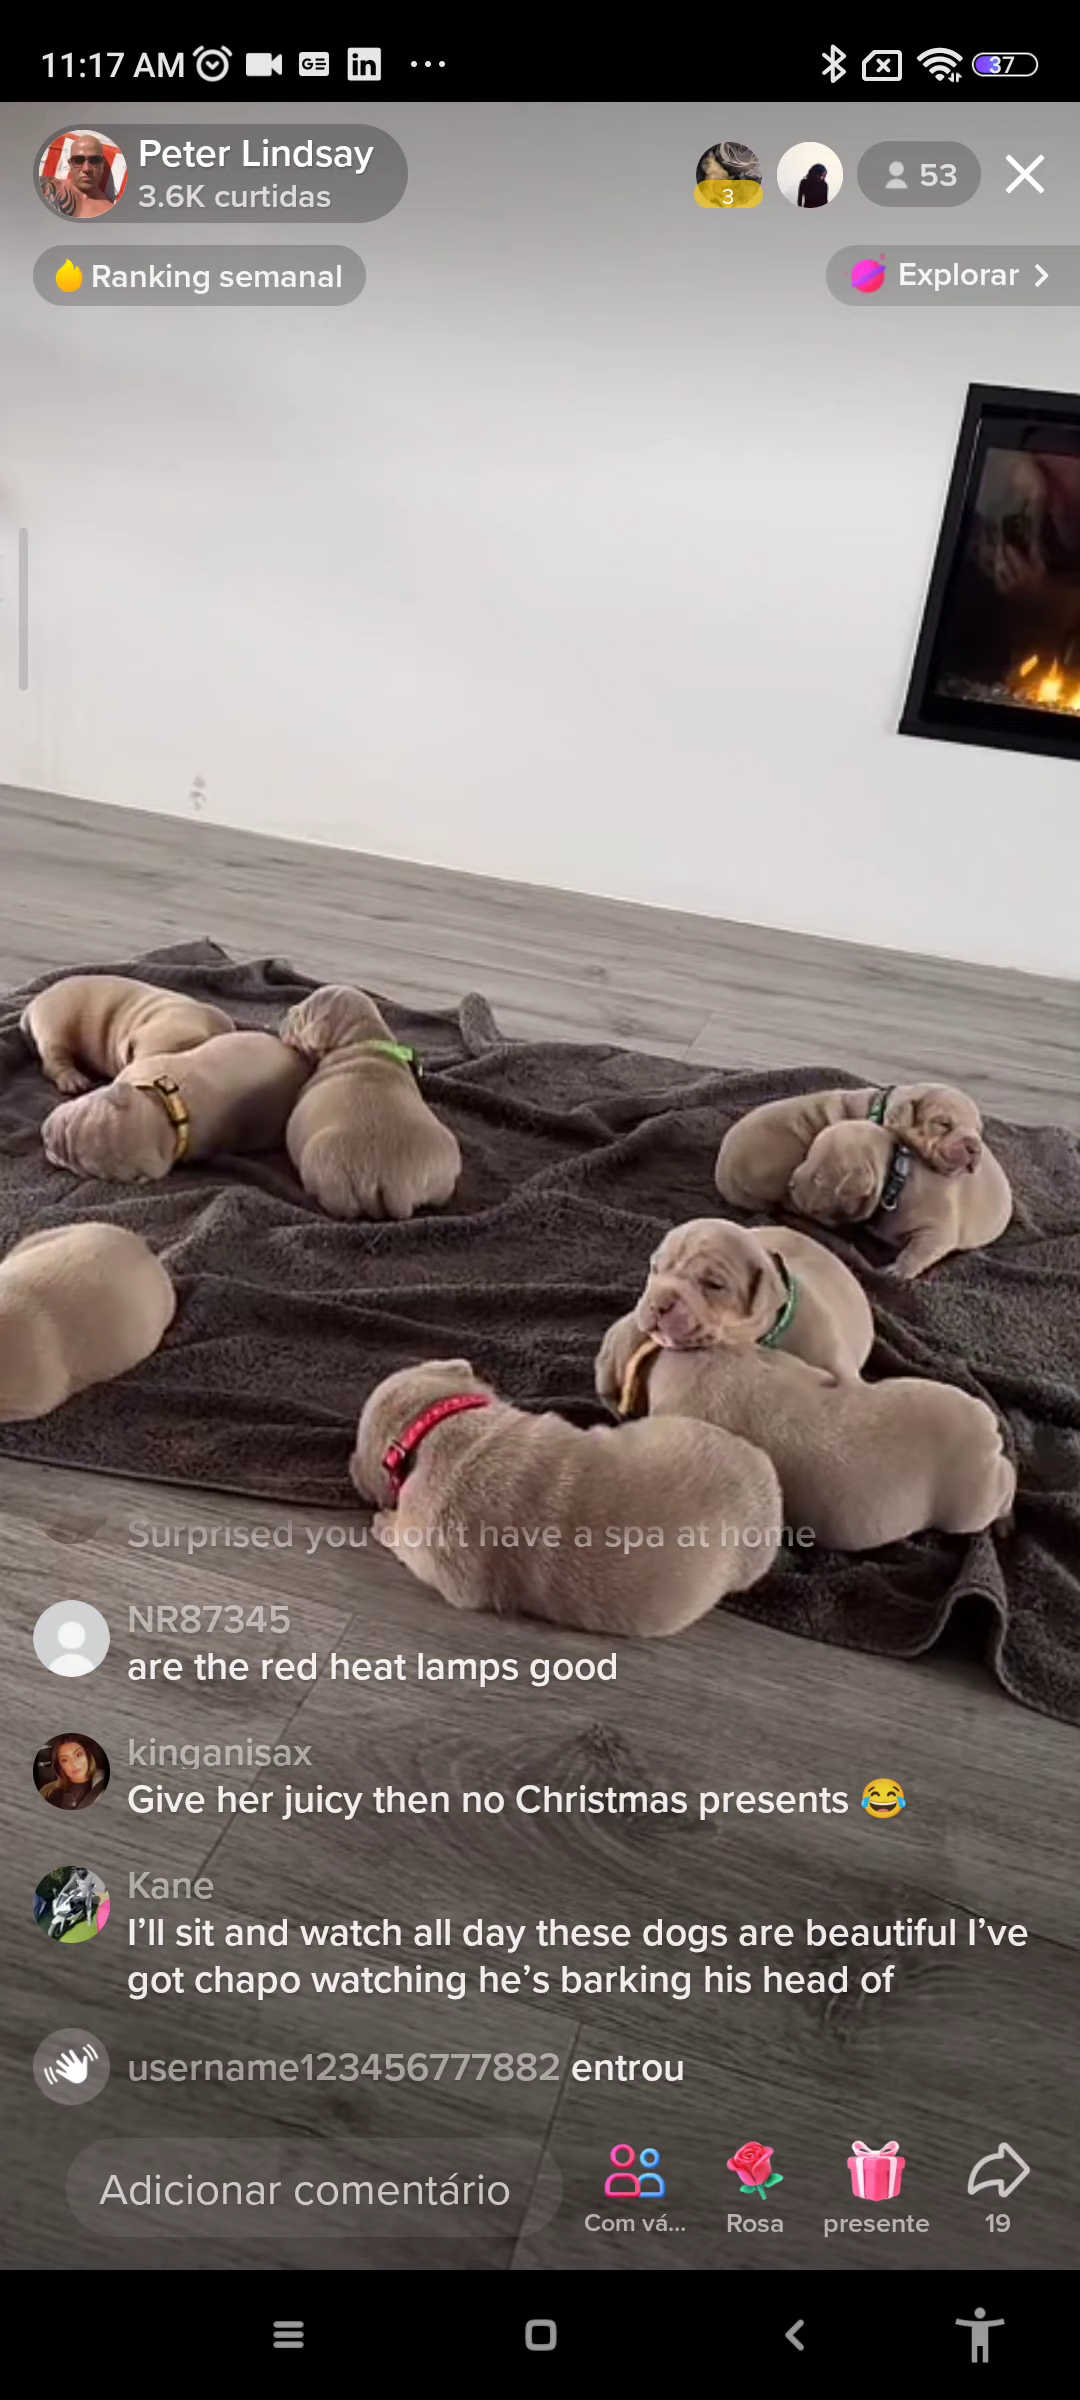 11:17 AM
37
Peter Lindsay
3.6K curtidas
3
53
Ranking semanal
Explorar
Surprised you don't have a spa at home
NR87345
are the red heat lamps good
kinganisax
Give her juicy then no Christmas presents 😂
Kane
I’ll sit and watch all day these dogs are beautiful I’ve
got chapo watching he’s barking his head of
username123456777882 entrou
Adicionar comentário
Com vá...
Rosa
presente
19